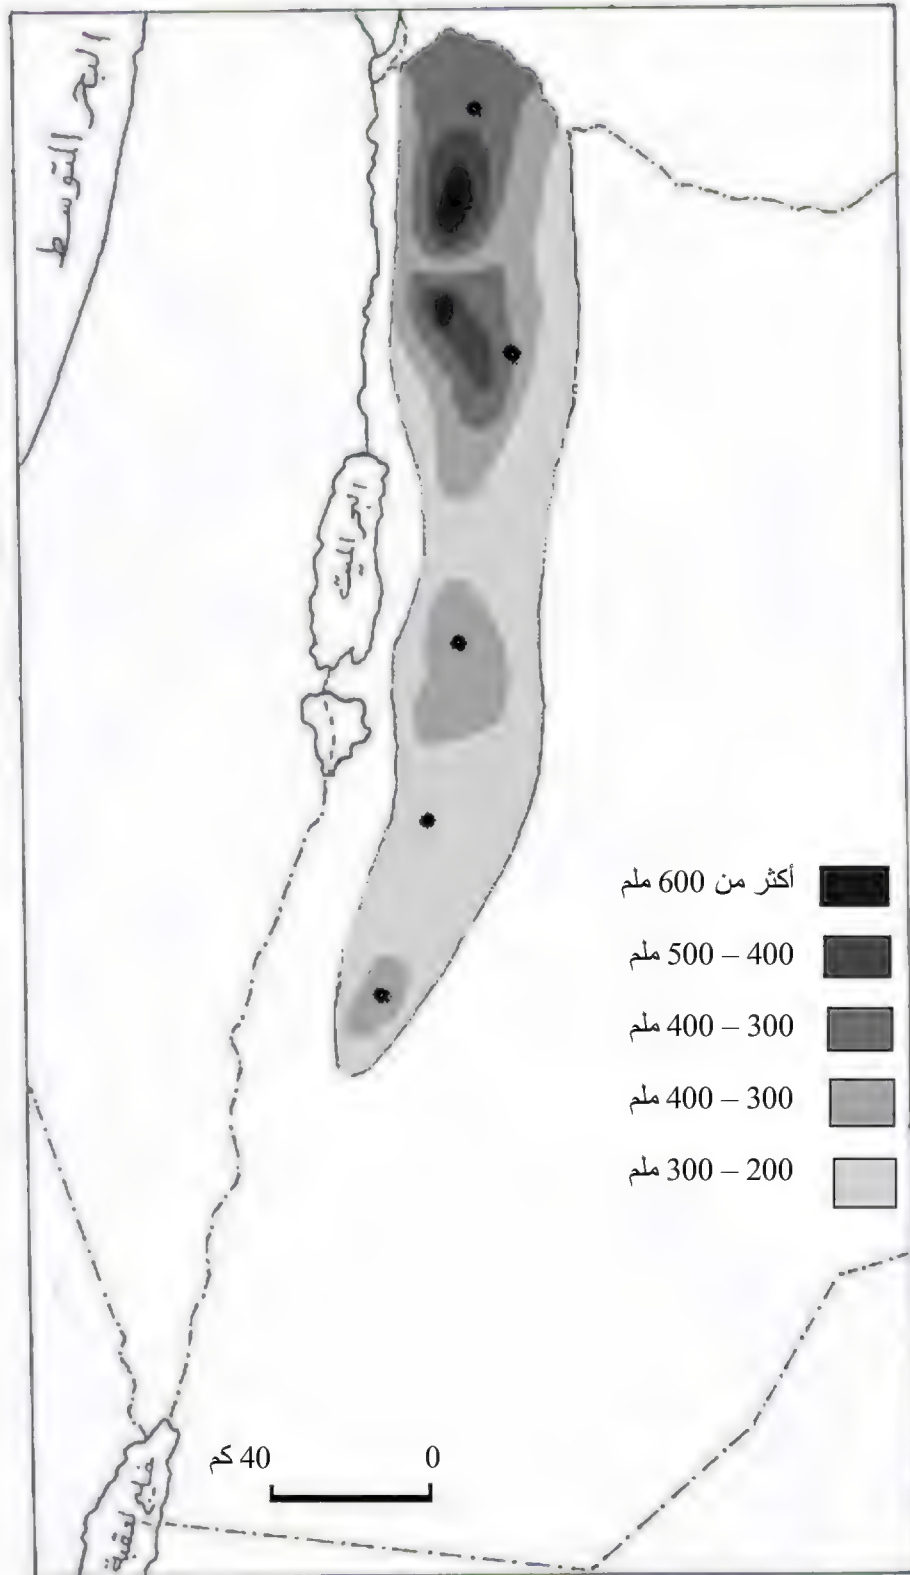 البحر المتوسط
البحر الميت
أكثر من 600 ملم
400 – 500 ملم
300 – 400 ملم
300 – 400 ملم
200 – 300 ملم
0
40 كم
خليج العقبة